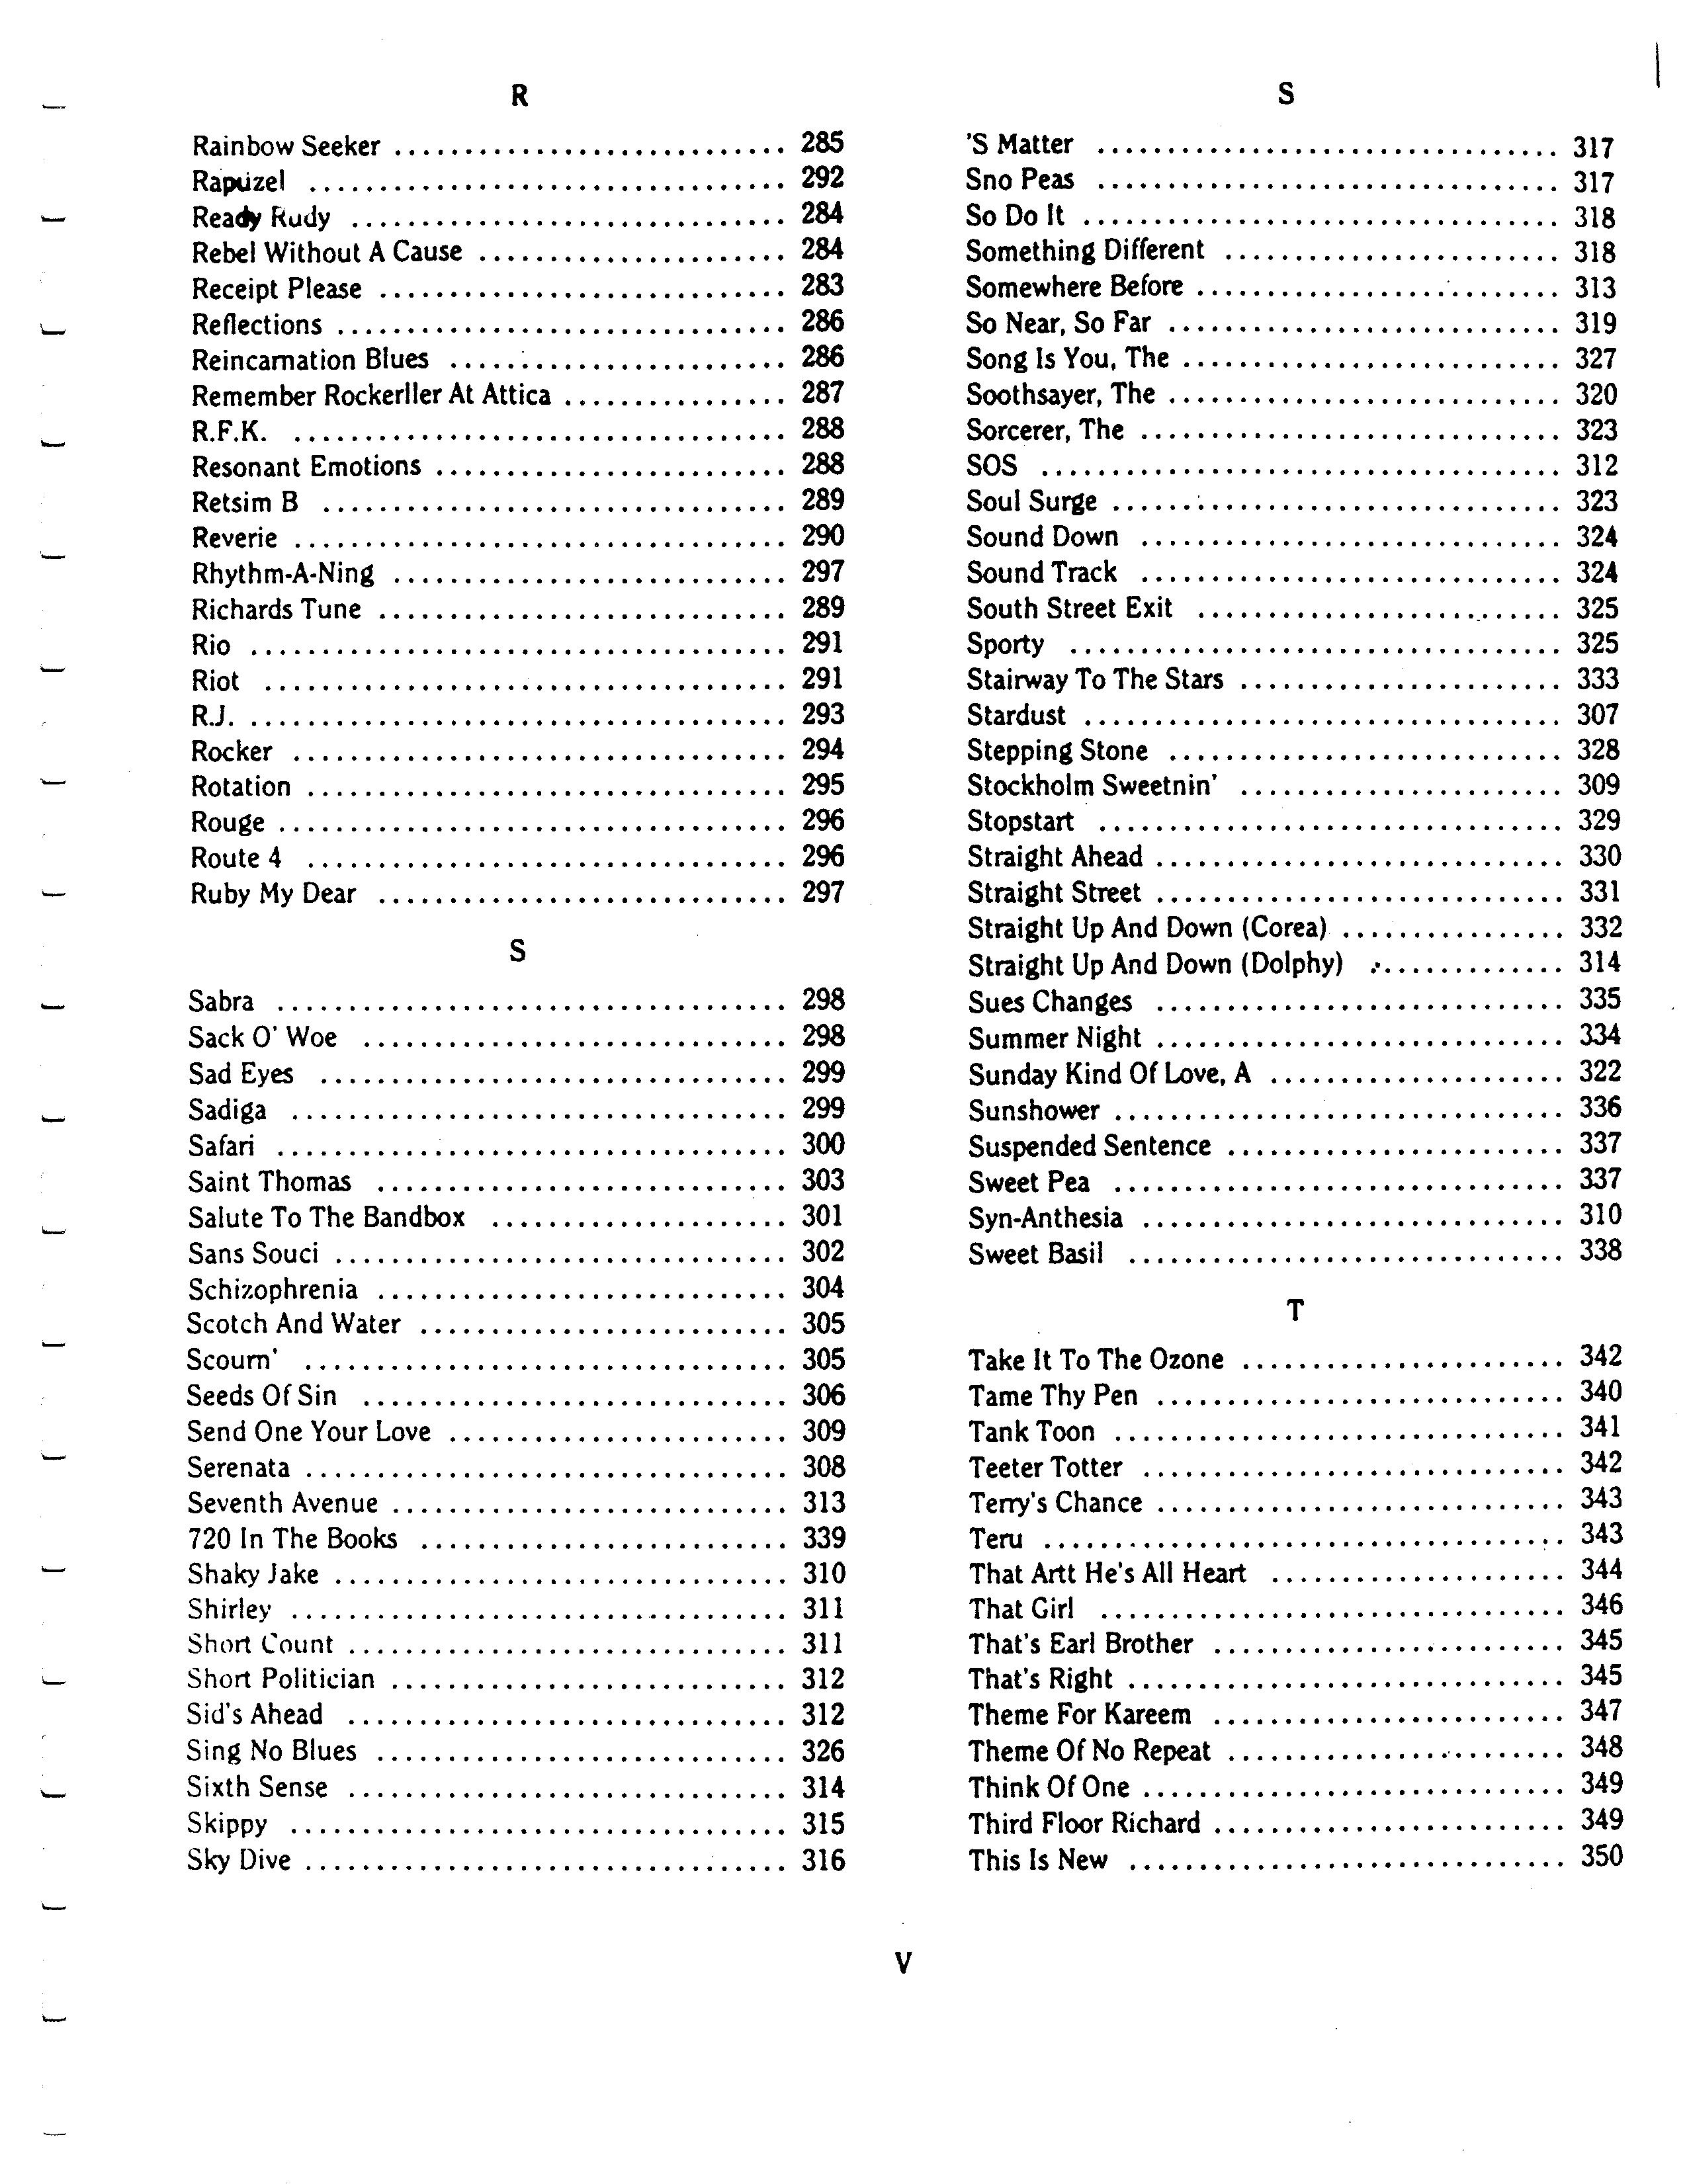 R
Rainbow Seeker ............................ 285
Rapuzel .................................. 292
Ready Rudy ............................... 284
Rebel Without A Cause ...................... 284
Receipt Please ............................. 283
Reflections ................................ 286
Reincarnation Blues ........................ 286
Remember Rockerller At Attica ................ 287
R.F.K. ................................... 288
Resonant Emotions ......................... 288
Retsim B ................................. 289
Reverie ................................... 290
Rhythm-A-Ning ............................ 297
Richards Tune ............................. 289
Rio ...................................... 291
Riot ..................................... 291
R.J. ...................................... 293
Rocker ................................... 294
Rotation .................................. 295
Rouge .................................... 296
Route 4 .................................. 296
Ruby My Dear ............................. 297
S
Sabra .................................... 298
Sack O' Woe .............................. 298
Sad Eyes ................................. 299
Sadiga ................................... 299
Safari .................................... 300
Saint Thomas ............................. 303
Salute To The Bandbox ..................... 301
Sans Souci ................................ 302
Schizophrenia ............................. 304
Scotch And Water .......................... 305
Scourn' .................................. 305
Seeds Of Sin .............................. 306
Send One Your Love ........................ 309
Serenata .................................. 308
Seventh Avenue ............................ 313
720 In The Books .......................... 339
Shaky Jake ................................ 310
Shirley ................................... 311
Short Count ............................... 311
Short Politician ............................ 312
Sid's Ahead ............................... 312
Sing No Blues ............................. 326
Sixth Sense ............................... 314
Skippy ................................... 315
Sky Dive .................................. 316
S
'S Matter ................................. 317
Sno Peas ................................. 317
So Do It .................................. 318
Something Different ........................ 318
Somewhere Before .......................... 313
So Near, So Far ............................ 319
Song Is You, The ........................... 327
Soothsayer, The ............................ 320
Sorcerer, The .............................. 323
SOS ..................................... 312
Soul Surge ................................ 323
Sound Down .............................. 324
Sound Track .............................. 324
South Street Exit .......................... 325
Sporty ................................... 325
Stairway To The Stars ....................... 333
Stardust .................................. 307
Stepping Stone ............................ 328
Stockholm Sweetnin' ....................... 309
Stopstart ................................. 329
Straight Ahead ............................. 330
Straight Street ............................. 331
Straight Up And Down (Corea) ................ 332
Straight Up And Down (Dolphy) .............. 314
Sues Changes ............................. 335
Summer Night ............................. 334
Sunday Kind Of Love, A ..................... 322
Sunshower ................................ 336
Suspended Sentence ........................ 337
Sweet Pea ................................ 337
Syn-Anthesia .............................. 310
Sweet Basil ............................... 338
T
Take It To The Ozone ....................... 342
Tame Thy Pen ............................. 340
Tank Toon ................................ 341
Teeter Totter .............................. 342
Terry's Chance ............................. 343
Teru ..................................... 343
That Artt He's All Heart ..................... 344
That Girl ................................. 346
That's Earl Brother ......................... 345
That's Right ............................... 345
Theme For Kareem ......................... 347
Theme Of No Repeat ........................ 348
Think Of One .............................. 349
Third Floor Richard ......................... 349
This Is New ............................... 350
V